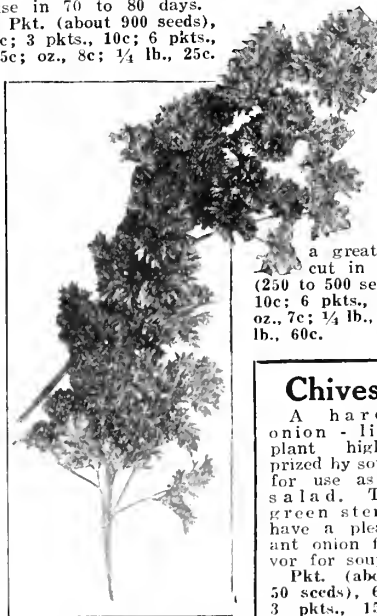 use in 70 to 80 days.
Pkt. (about 900 seeds),
c; 3 pkts., 10c; 6 pkts.,
5c; oz., 8c; ¼ lb., 25c.
a great
cut in
(250 to 500 se
10c; 6 pkts.,
oz., 7c; ¼ lb.,
lb., 60c.
Chives
A hard
onion - li
plant high
prized by so
for use as
salad. T
green ste
have a plea
ant onion f
vor for sou
Pkt. (abo
50 seeds), 6
3 pkts., 1